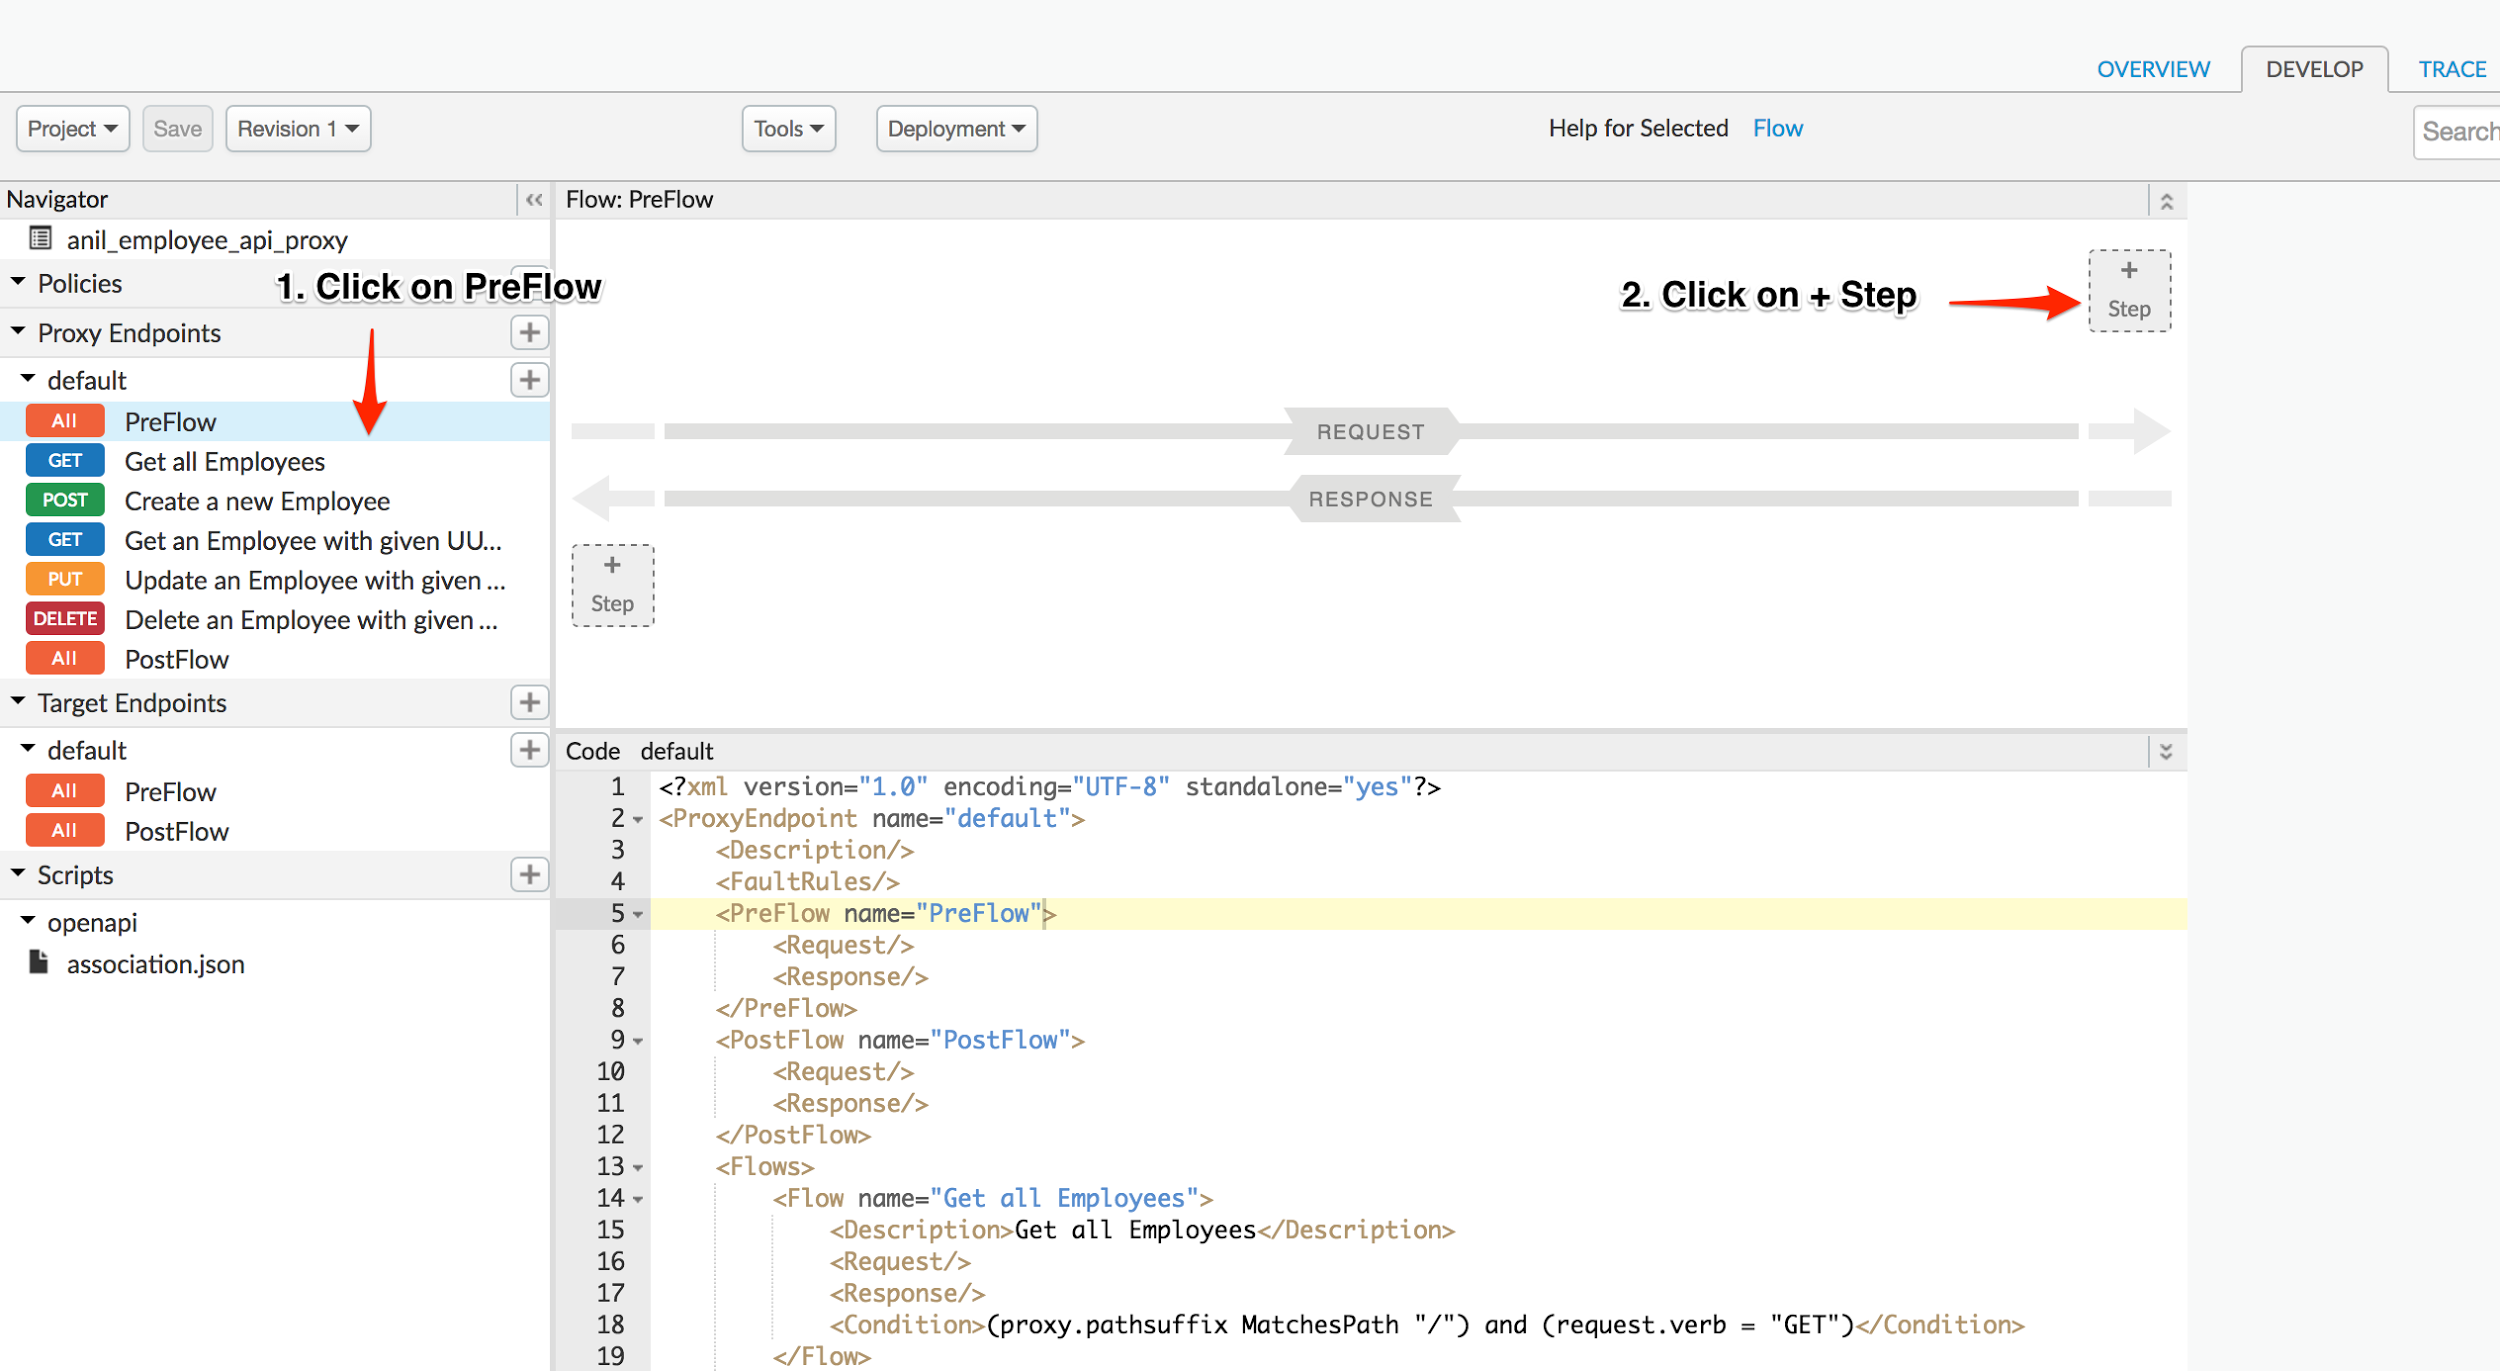 OVERVIEW DEVELOP TRACE
Project Save Revision 1 Tools Deployment Help for Selected Flow Search
Navigator
anil_employee_api_proxy
Policies
1. Click on PreFlow
Proxy Endpoints
default
All PreFlow
GET Get all Employees
POST Create a new Employee
GET Get an Employee with given UU...
PUT Update an Employee with given ...
DELETE Delete an Employee with given ...
All PostFlow
Target Endpoints
default
All PreFlow
All PostFlow
Scripts
openapi
association.json
Flow: PreFlow
2. Click on + Step
+
Step
REQUEST
RESPONSE
+
Step
Code default
1 <?xml version="1.0" encoding="UTF-8" standalone="yes"?>
2 <ProxyEndpoint name="default">
3 <Description/>
4 <FaultRules/>
5 <PreFlow name="PreFlow">
6 <Request/>
7 <Response/>
8 </PreFlow>
9 <PostFlow name="PostFlow">
10 <Request/>
11 <Response/>
12 </PostFlow>
13 <Flows>
14 <Flow name="Get all Employees">
15 <Description>Get all Employees</Description>
16 <Request/>
17 <Response/>
18 <Condition>(proxy.pathsuffix MatchesPath "/") and (request.verb = "GET")</Condition>
19 </Flow>